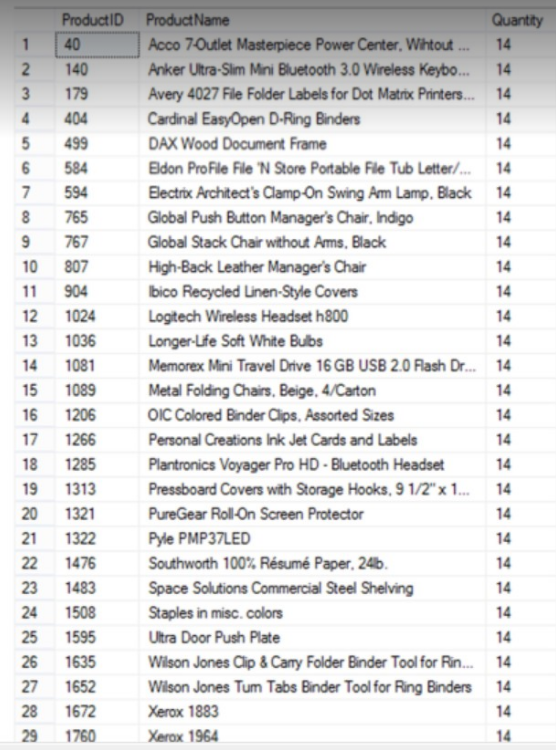 ProductID ProductName Quantity
1 40 Acco 7-Outlet Masterpiece Power Center, Wihtout ... 14
2 140 Anker Ultra-Slim Mini Bluetooth 3.0 Wireless Keybo... 14
3 179 Avery 4027 File Folder Labels for Dot Matrix Printers... 14
4 404 Cardinal EasyOpen D-Ring Binders 14
5 499 DAX Wood Document Frame 14
6 584 Eldon ProFile File 'N Store Portable File Tub Letter/... 14
7 594 Electrix Architect's Clamp-On Swing Arm Lamp, Black 14
8 765 Global Push Button Manager's Chair, Indigo 14
9 767 Global Stack Chair without Arms, Black 14
10 807 High-Back Leather Manager's Chair 14
11 904 Ibico Recycled Linen-Style Covers 14
12 1024 Logitech Wireless Headset h800 14
13 1036 Longer-Life Soft White Bulbs 14
14 1081 Memorex Mini Travel Drive 16 GB USB 2.0 Flash Dr... 14
15 1089 Metal Folding Chairs, Beige, 4/Carton 14
16 1206 OIC Colored Binder Clips, Assorted Sizes 14
17 1266 Personal Creations Ink Jet Cards and Labels 14
18 1285 Plantronics Voyager Pro HD - Bluetooth Headset 14
19 1313 Pressboard Covers with Storage Hooks, 9 1/2" x 1... 14
20 1321 PureGear Roll-On Screen Protector 14
21 1322 Pyle PMP37LED 14
22 1476 Southworth 100% Résumé Paper, 24lb. 14
23 1483 Space Solutions Commercial Steel Shelving 14
24 1508 Staples in misc. colors 14
25 1595 Ultra Door Push Plate 14
26 1635 Wilson Jones Clip & Carry Folder Binder Tool for Rin... 14
27 1652 Wilson Jones Turn Tabs Binder Tool for Ring Binders 14
28 1672 Xerox 1883 14
29 1760 Xerox 1964 14